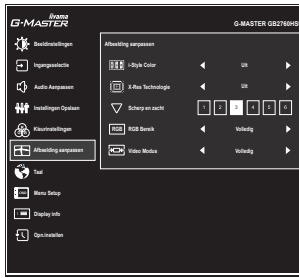 iiyama
G-MASTER
G-MASTER GB2760HS
Beeldinstellingen
Ingangsselectie
Audio Aanpassen
Instellingen Opslaan
Kleurinstellingen
Afbeelding aanpassen
Taal
Menu Setup
Display info
Opn.instellen
Afbeelding aanpassen
i-Style Color
Uit
X-Res Technologie
Uit
Scherp en zacht
1 2 3 4 5 6
RGB
RGB Bereik
Volledig
Video Modus
Volledig